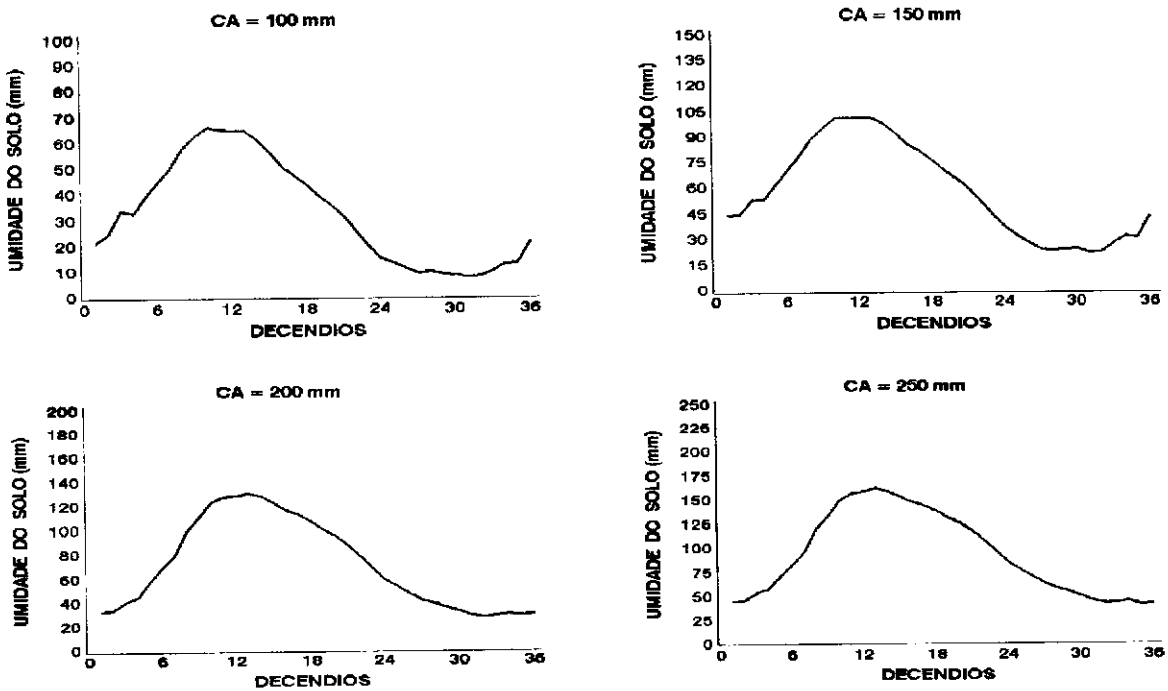 CA = 100 mm
UMIDADE DO SOLO (mm)
100
90
80
70
60
50
40
30
20
10
0
0 6 12 18 24 30 36
DECENDIOS
CA = 150 mm
UMIDADE DO SOLO (mm)
150
135
120
105
90
75
60
45
30
15
0
0 6 12 18 24 30 36
DECENDIOS
CA = 200 mm
UMIDADE DO SOLO (mm)
200
180
160
140
120
100
80
60
40
20
0
0 6 12 18 24 30 36
DECENDIOS
CA = 250 mm
UMIDADE DO SOLO (mm)
250
225
200
175
150
125
100
75
50
25
0
0 6 12 18 24 30 36
DECENDIOS